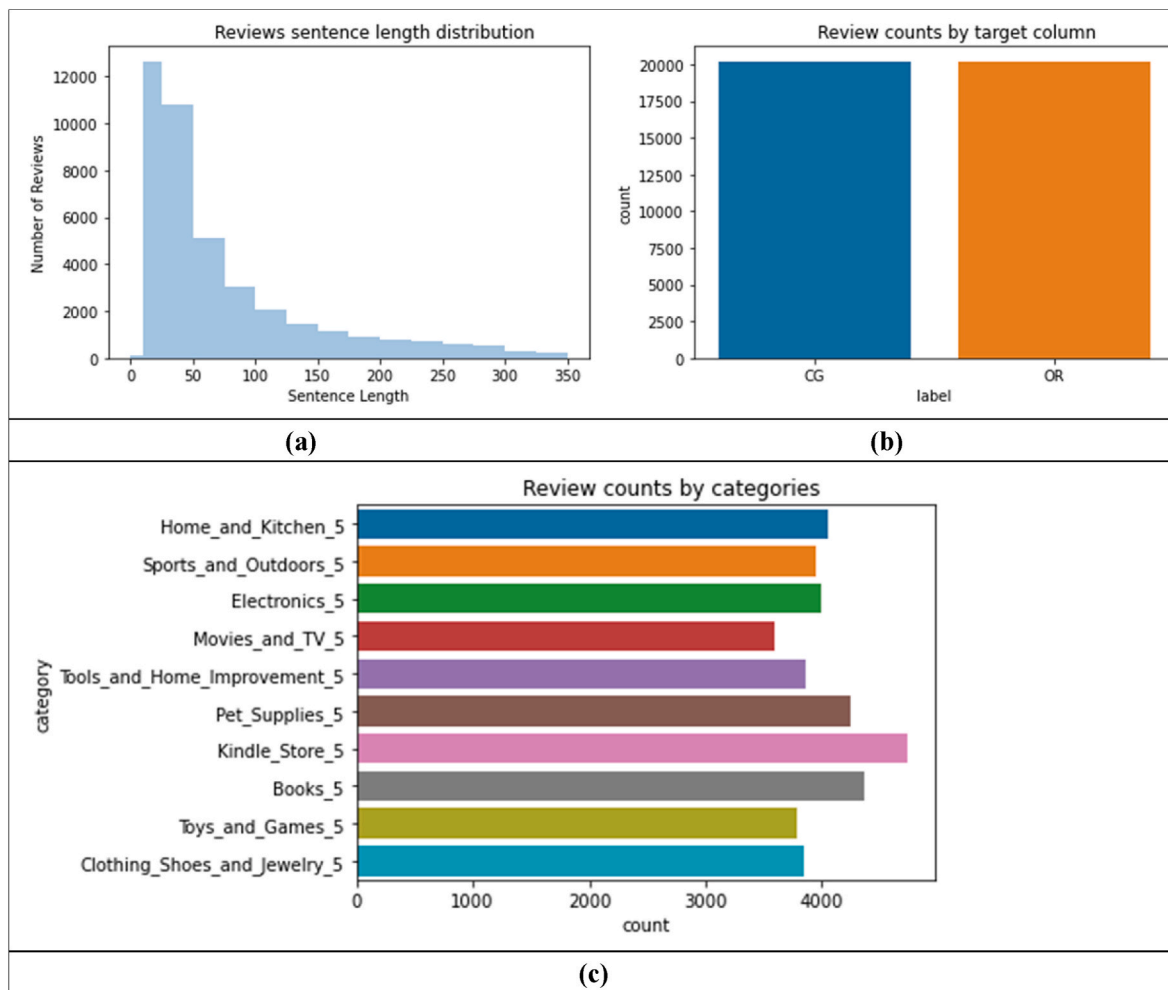 Reviews sentence length distribution
12000
10000
8000
6000
4000
2000
0
Number of Reviews
0 50 100 150 200 250 300 350
Sentence Length
Review counts by target column
20000
17500
15000
12500
10000
7500
5000
2500
0
count
CG OR
label
(a) (b)
Review counts by categories
Home_and_Kitchen_5
Sports_and_Outdoors_5
Electronics_5
Movies_and_TV_5
Tools_and_Home_Improvement_5
Pet_Supplies_5
Kindle_Store_5
Books_5
Toys_and_Games_5
Clothing_Shoes_and_Jewelry_5
category
0 1000 2000 3000 4000
count
(c)